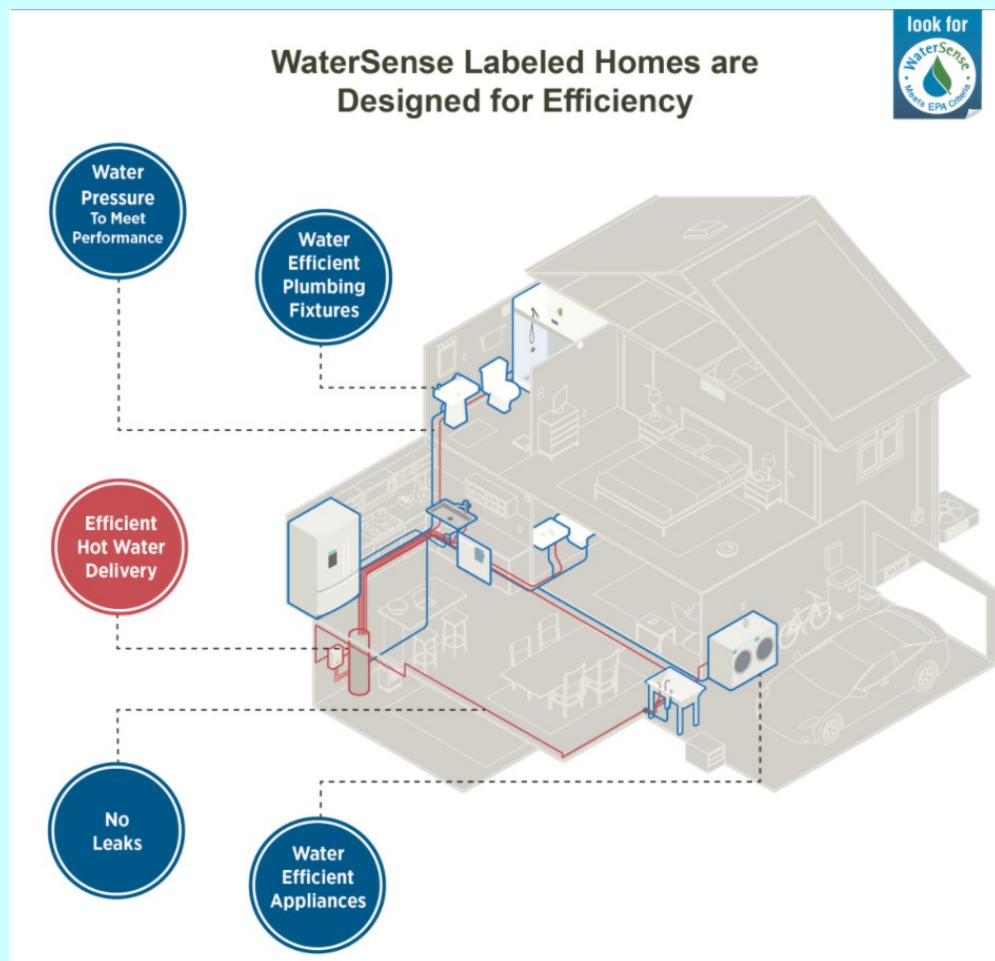 look for
WaterSense
Meets EPA Criteria
WaterSense Labeled Homes are
Designed for Efficiency
Water
Pressure
To Meet
Performance
Water
Efficient
Plumbing
Fixtures
Efficient
Hot Water
Delivery
No
Leaks
Water
Efficient
Appliances